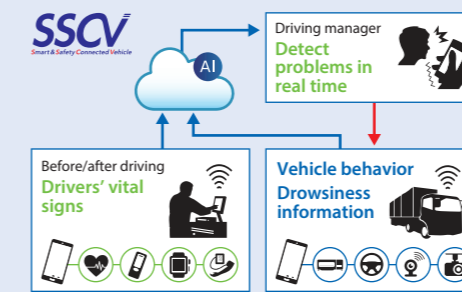 SSCV
Smart & Safety Connected Vehicle
AI
Driving manager
Detect
problems in
real time
Before/after driving
Drivers’ vital
signs
Vehicle behavior
Drowsiness
information